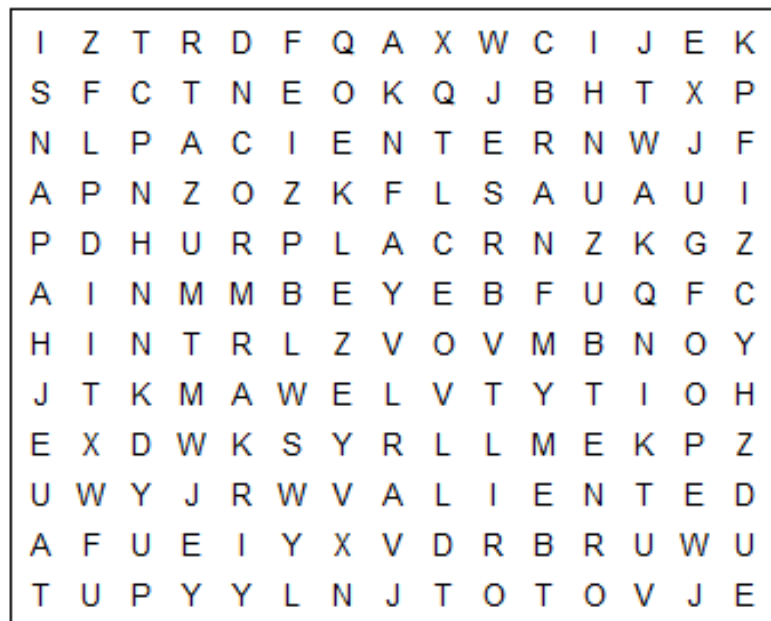 I Z T R D F Q A X W C I J E K
S F C T N E O K Q J B H T X P
N L P A C I E N T E R N W J F
A P N Z O Z K F L S A U A U I
P D H U R P L A C R N Z K G Z
A I N M M B E Y E B F U Q F C
H I N T R L Z V O V M B N O Y
J T K M A W E L V T Y T I O H
E X D W K S Y R L L M E K P Z
U W Y J R W V A L I E N T E D
A F U E I Y X V D R B R U W U
T U P Y Y L N J T O T O V J E